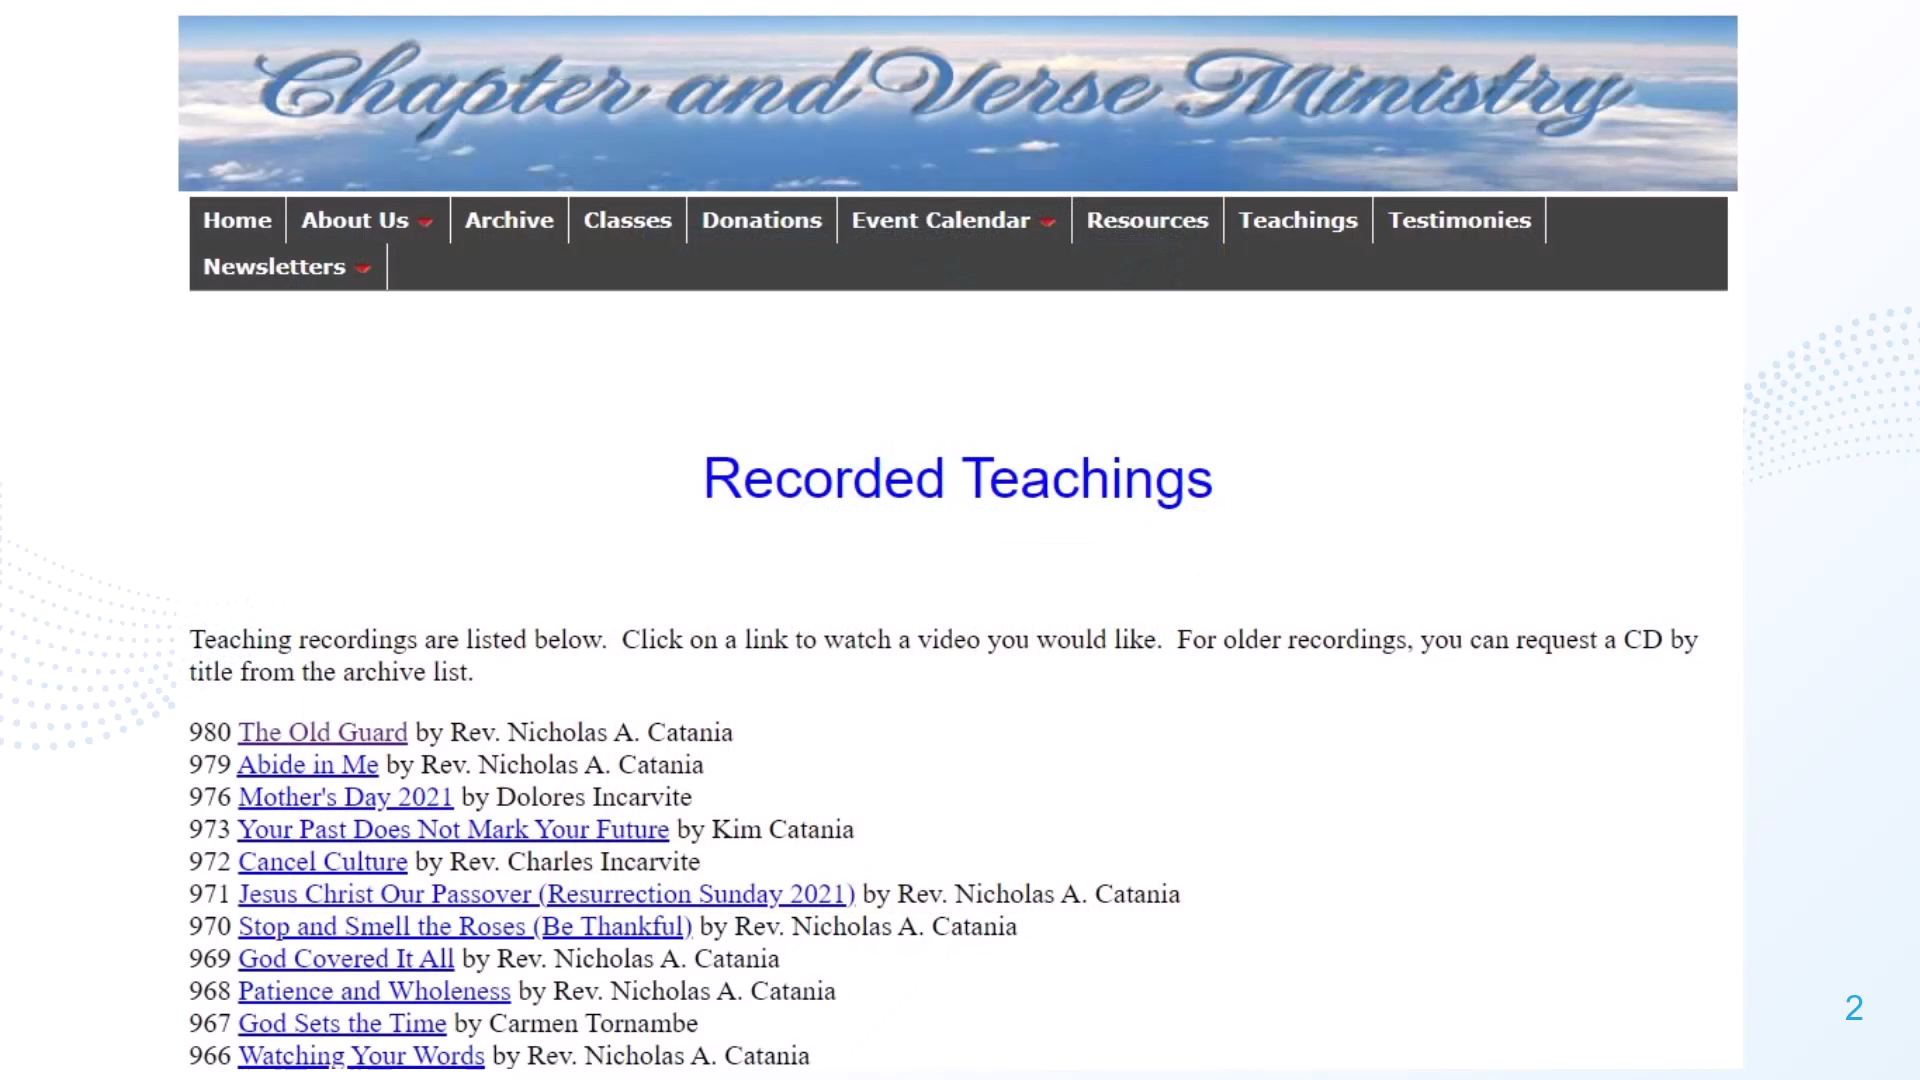 Chapter and Verse Ministry
Home About Us Archive Classes Donations Event Calendar Resources Teachings Testimonies
Newsletters
Recorded Teachings
Teaching recordings are listed below.  Click on a link to watch a video you would like.  For older recordings, you can request a CD by
title from the archive list.
980 The Old Guard by Rev. Nicholas A. Catania
979 Abide in Me by Rev. Nicholas A. Catania
976 Mother's Day 2021 by Dolores Incarvite
973 Your Past Does Not Mark Your Future by Kim Catania
972 Cancel Culture by Rev. Charles Incarvite
971 Jesus Christ Our Passover (Resurrection Sunday 2021) by Rev. Nicholas A. Catania
970 Stop and Smell the Roses (Be Thankful) by Rev. Nicholas A. Catania
969 God Covered It All by Rev. Nicholas A. Catania
968 Patience and Wholeness by Rev. Nicholas A. Catania
967 God Sets the Time by Carmen Tornambe
966 Watching Your Words by Rev. Nicholas A. Catania
2